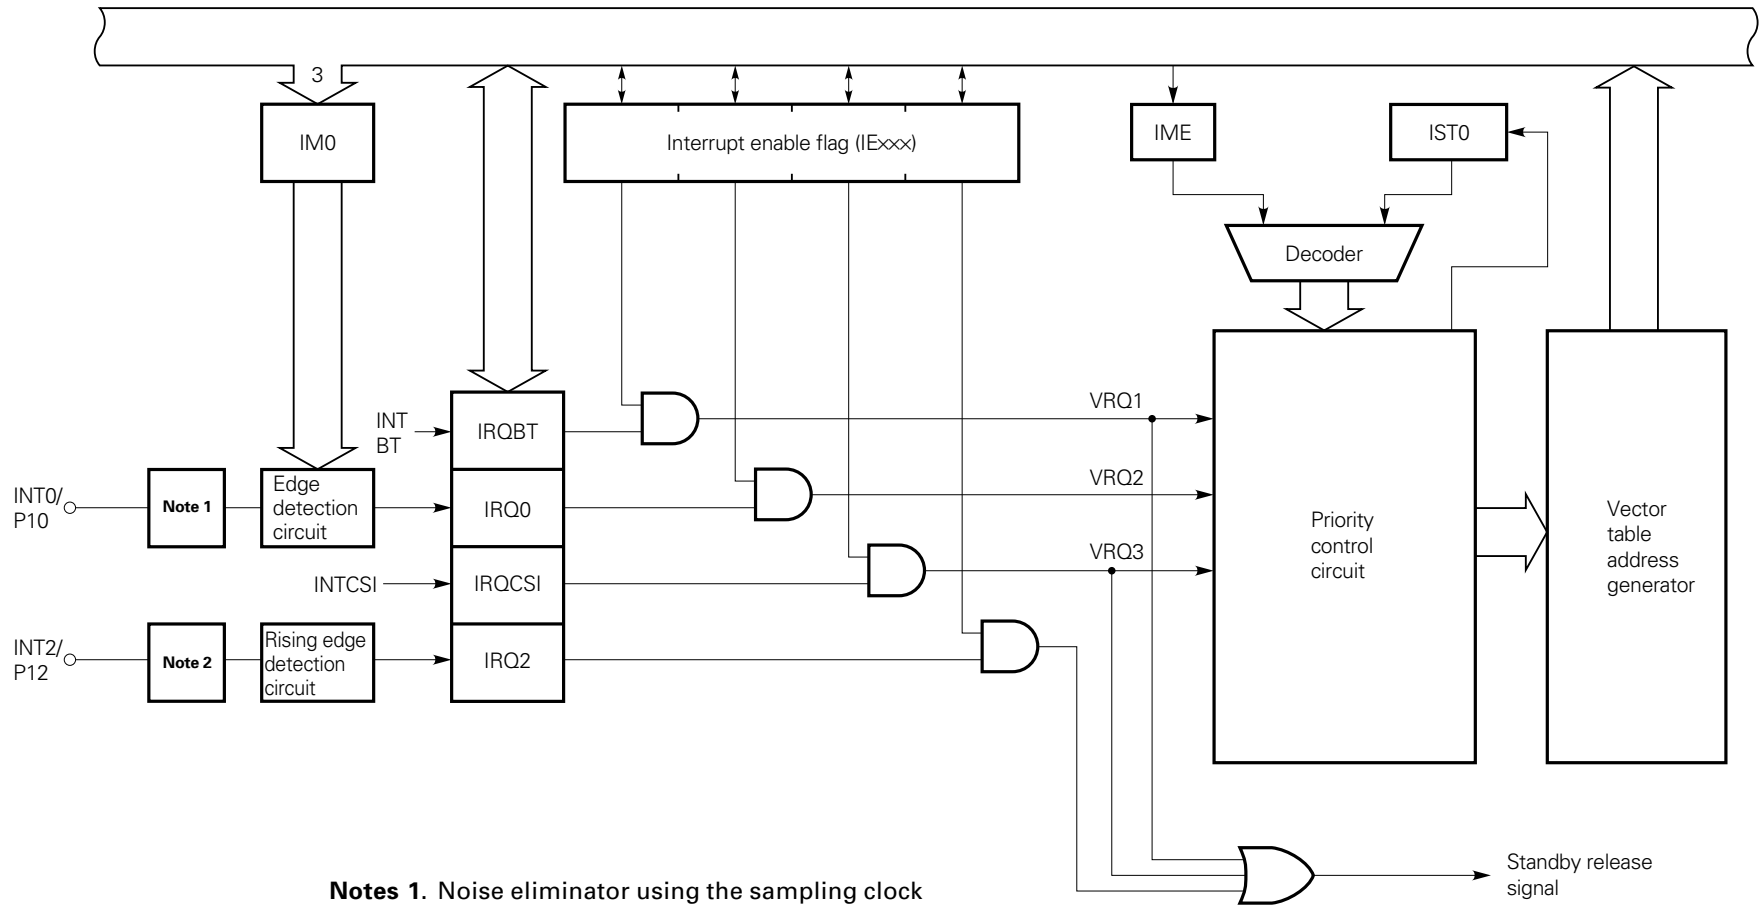 3
IM0
Interrupt enable flag (IE×××)
IME
IST0
Decoder
INT
BT
IRQBT
VRQ1
INT0/
P10
Note 1
Edge
detection
circuit
IRQ0
VRQ2
INTCSI
IRQCSI
VRQ3
Priority
control
circuit
Vector
table
address
generator
INT2/
P12
Note 2
Rising edge
detection
circuit
IRQ2
Standby release
signal
Notes 1. Noise eliminator using the sampling clock